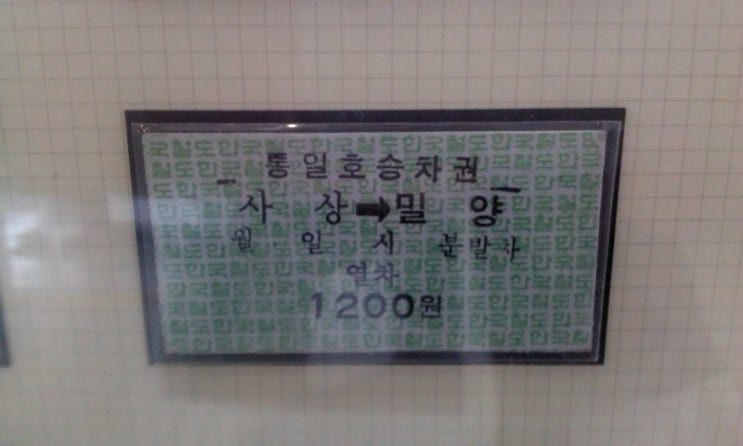 통일호승차권
사 상 → 밀 양
월 일 시 분발차
열차
1200원